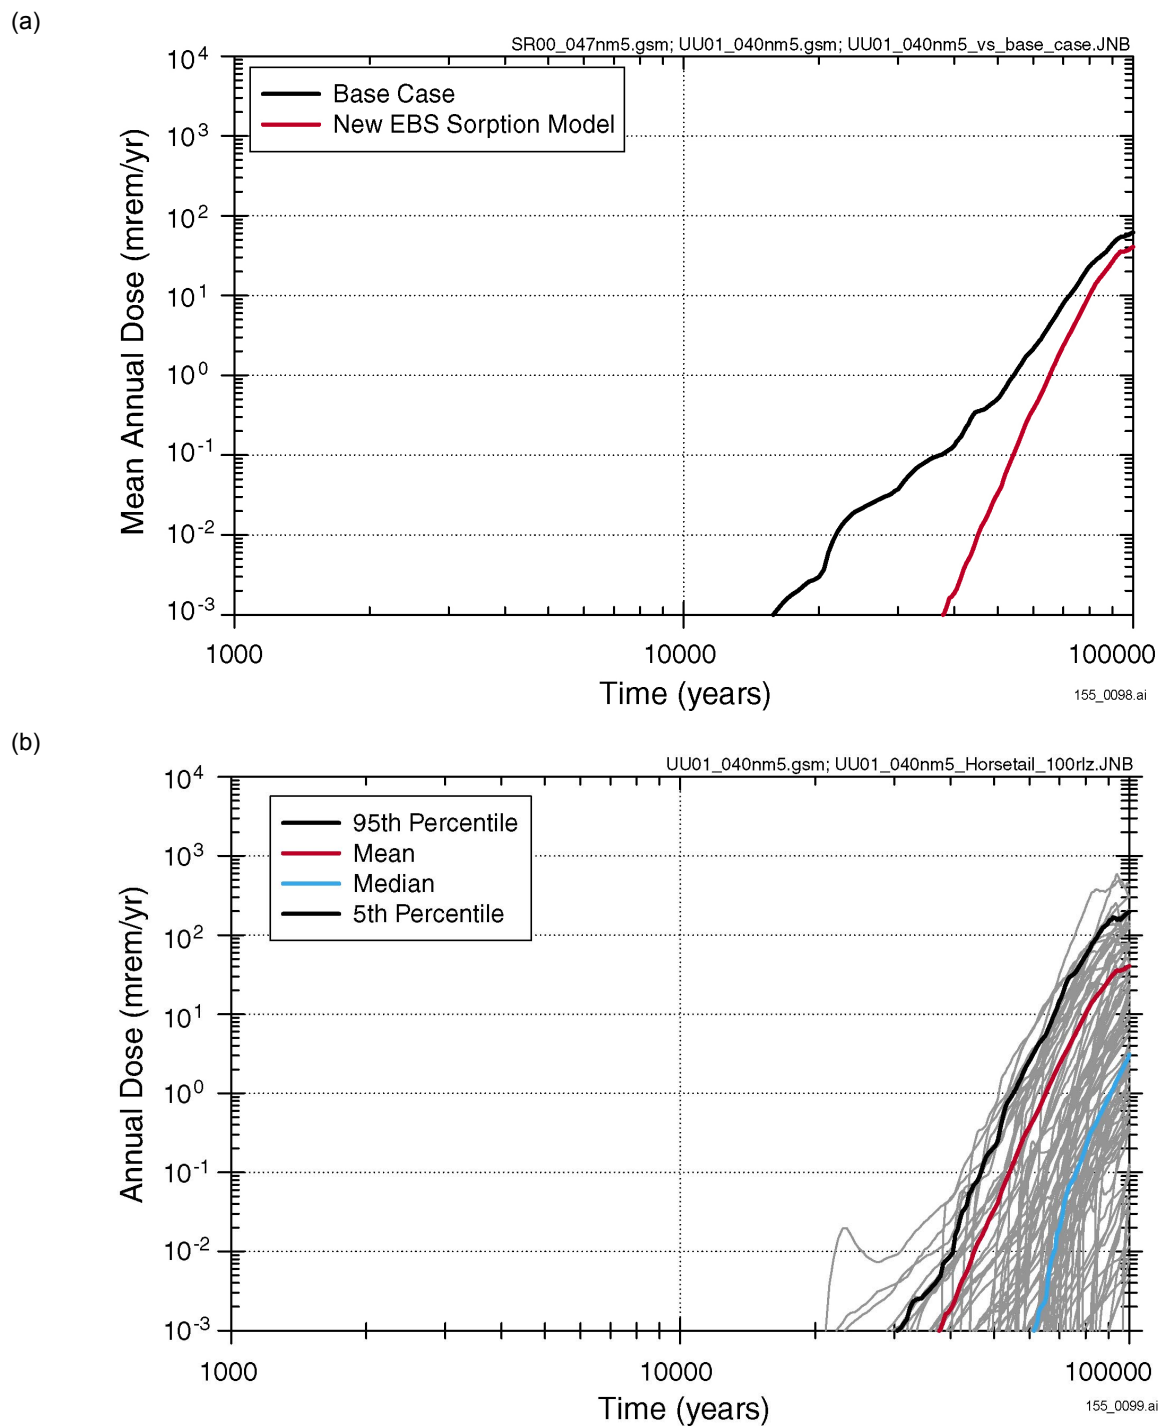 (a)
SR00_047nm5.gsm; UU01_040nm5.gsm; UU01_040nm5_vs_base_case.JNB
Base Case
New EBS Sorption Model
Mean Annual Dose (mrem/yr)
10^4
10^3
10^2
10^1
10^0
10^-1
10^-2
10^-3
1000
10000
100000
Time (years)
155_0098.ai
(b)
UU01_040nm5.gsm; UU01_040nm5_Horsetail_100rlz.JNB
95th Percentile
Mean
Median
5th Percentile
Annual Dose (mrem/yr)
10^4
10^3
10^2
10^1
10^0
10^-1
10^-2
10^-3
1000
10000
100000
Time (years)
155_0099.ai